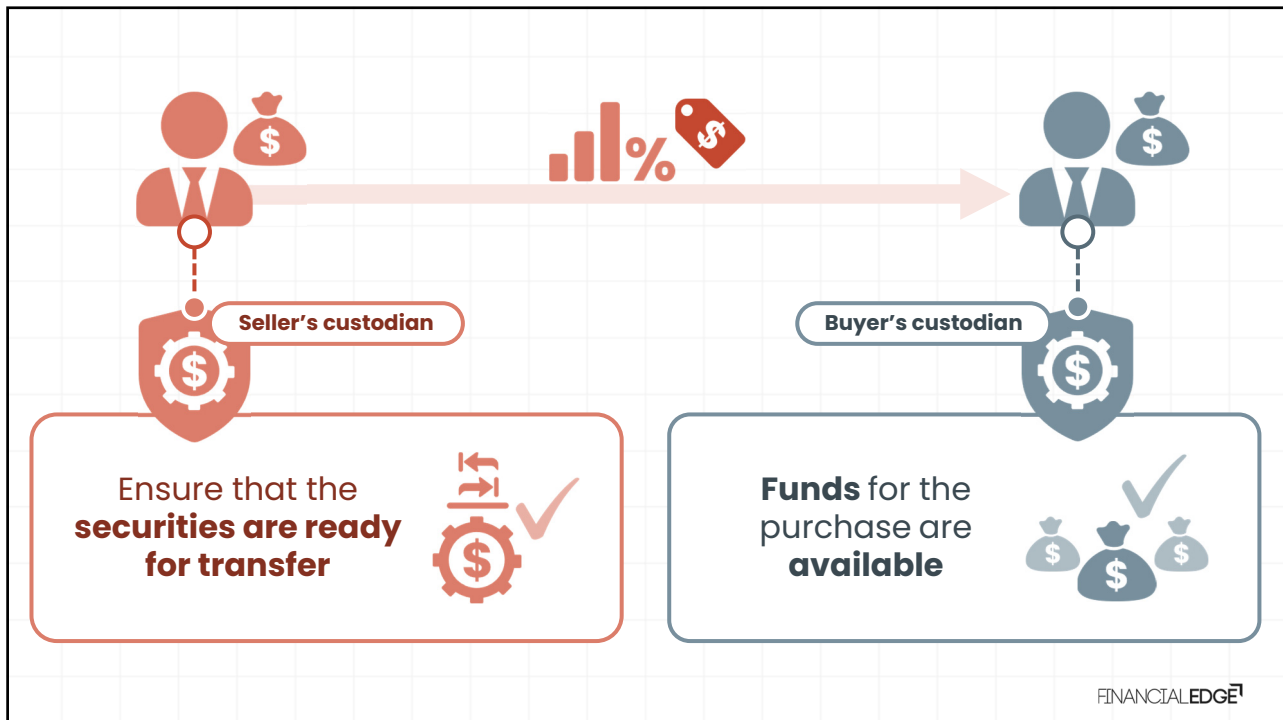 $
%
$
$
Seller's custodian
Buyer's custodian
$
$
Ensure that the
securities are ready
for transfer
$
Funds for the
purchase are
available
$
$
$
FINANCIALEDGE